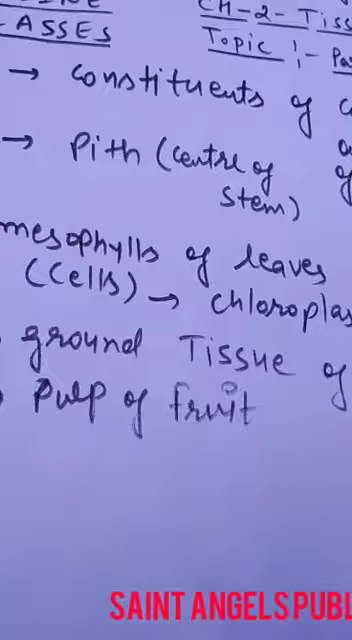 ASSES
CH-2- Tiss
Topic :- Pa
→ Constituents of c
→ Pith (Centre of
stem)
mesophylls of leaves
(Cells) → chloroplas
ground Tissue of
Pulp of fruit
SAINT ANGELS PUBL